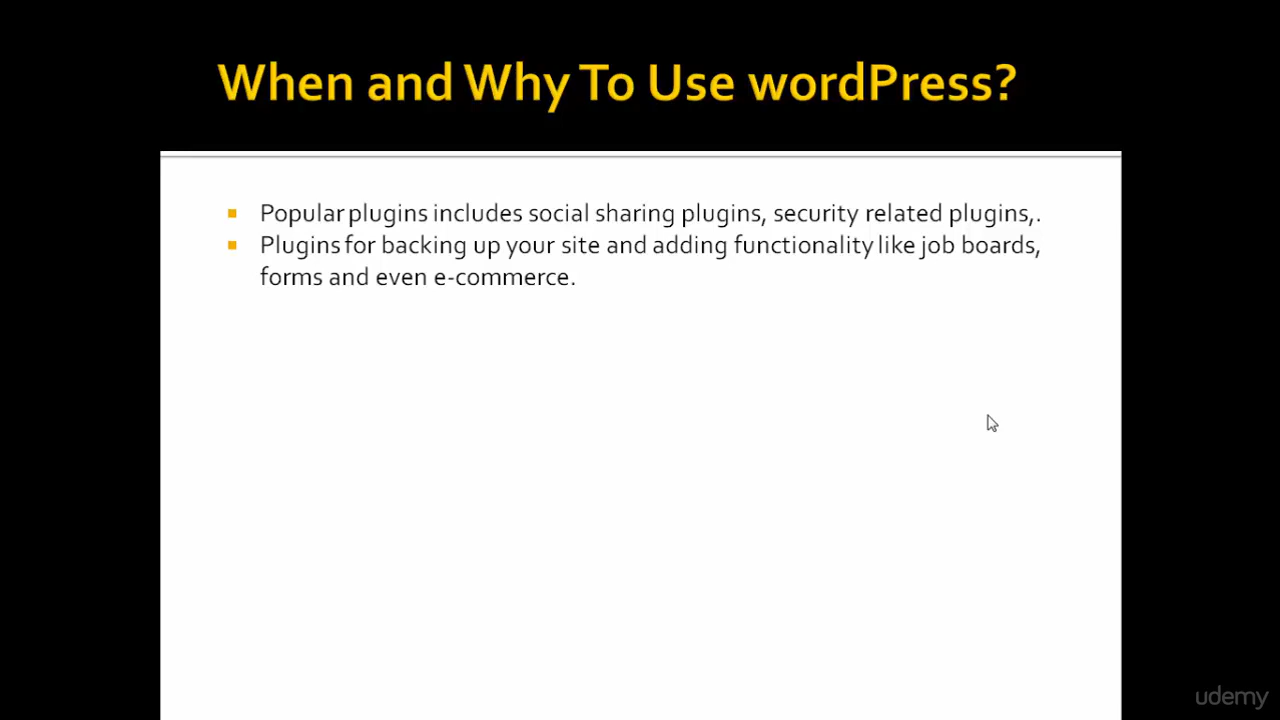 When and Why To Use wordPress?
Popular plugins includes social sharing plugins, security related plugins,.
Plugins for backing up your site and adding functionality like job boards,
forms and even e-commerce.
udemy